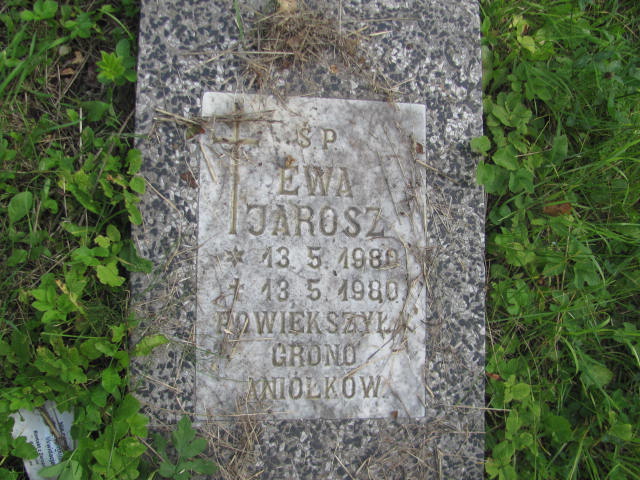 ŚP
EWA
JAROSZ
* 13.5.1980
† 13.5.1980
POWIĘKSZYŁA
GRONO
ANIOŁKÓW